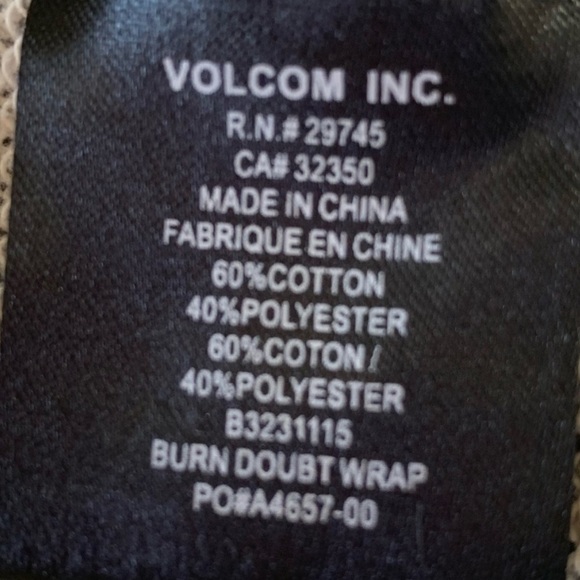 VOLCOM INC.
R.N.# 29745
CA# 32350
MADE IN CHINA
FABRIQUE EN CHINE
60%COTTON
40%POLYESTER
60%COTON/
40%POLYESTER
B3231115
BURN DOUBT WRAP
PO#A4657-00